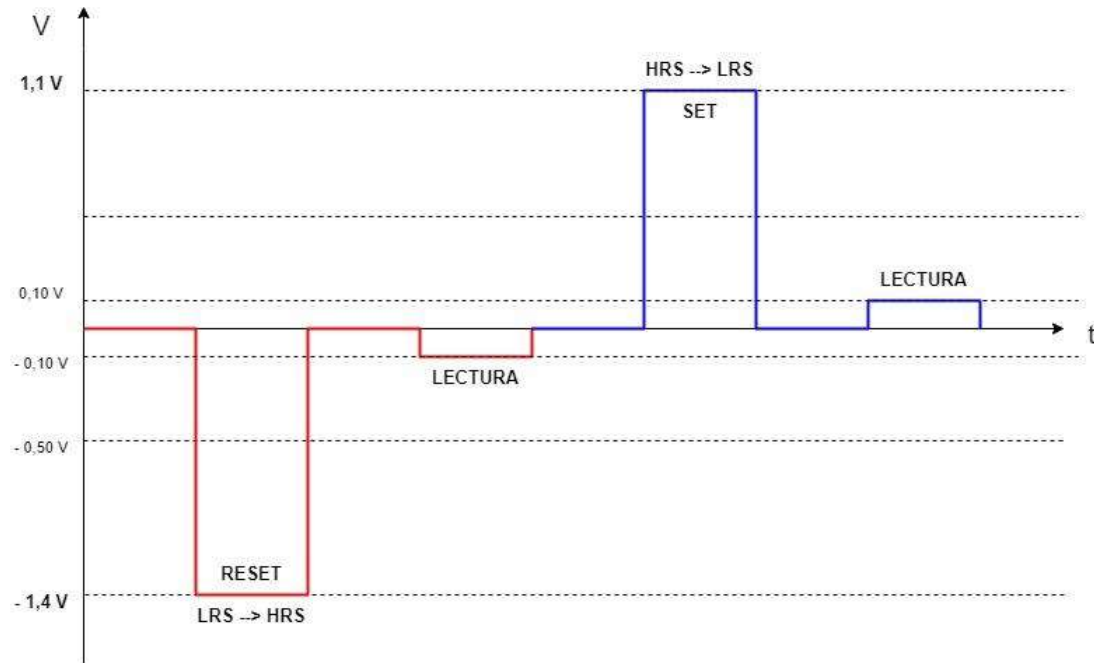 V
1,1 V
HRS --> LRS
SET
0,10 V
LECTURA
t
- 0,10 V
LECTURA
- 0,50 V
RESET
- 1,4 V
LRS --> HRS